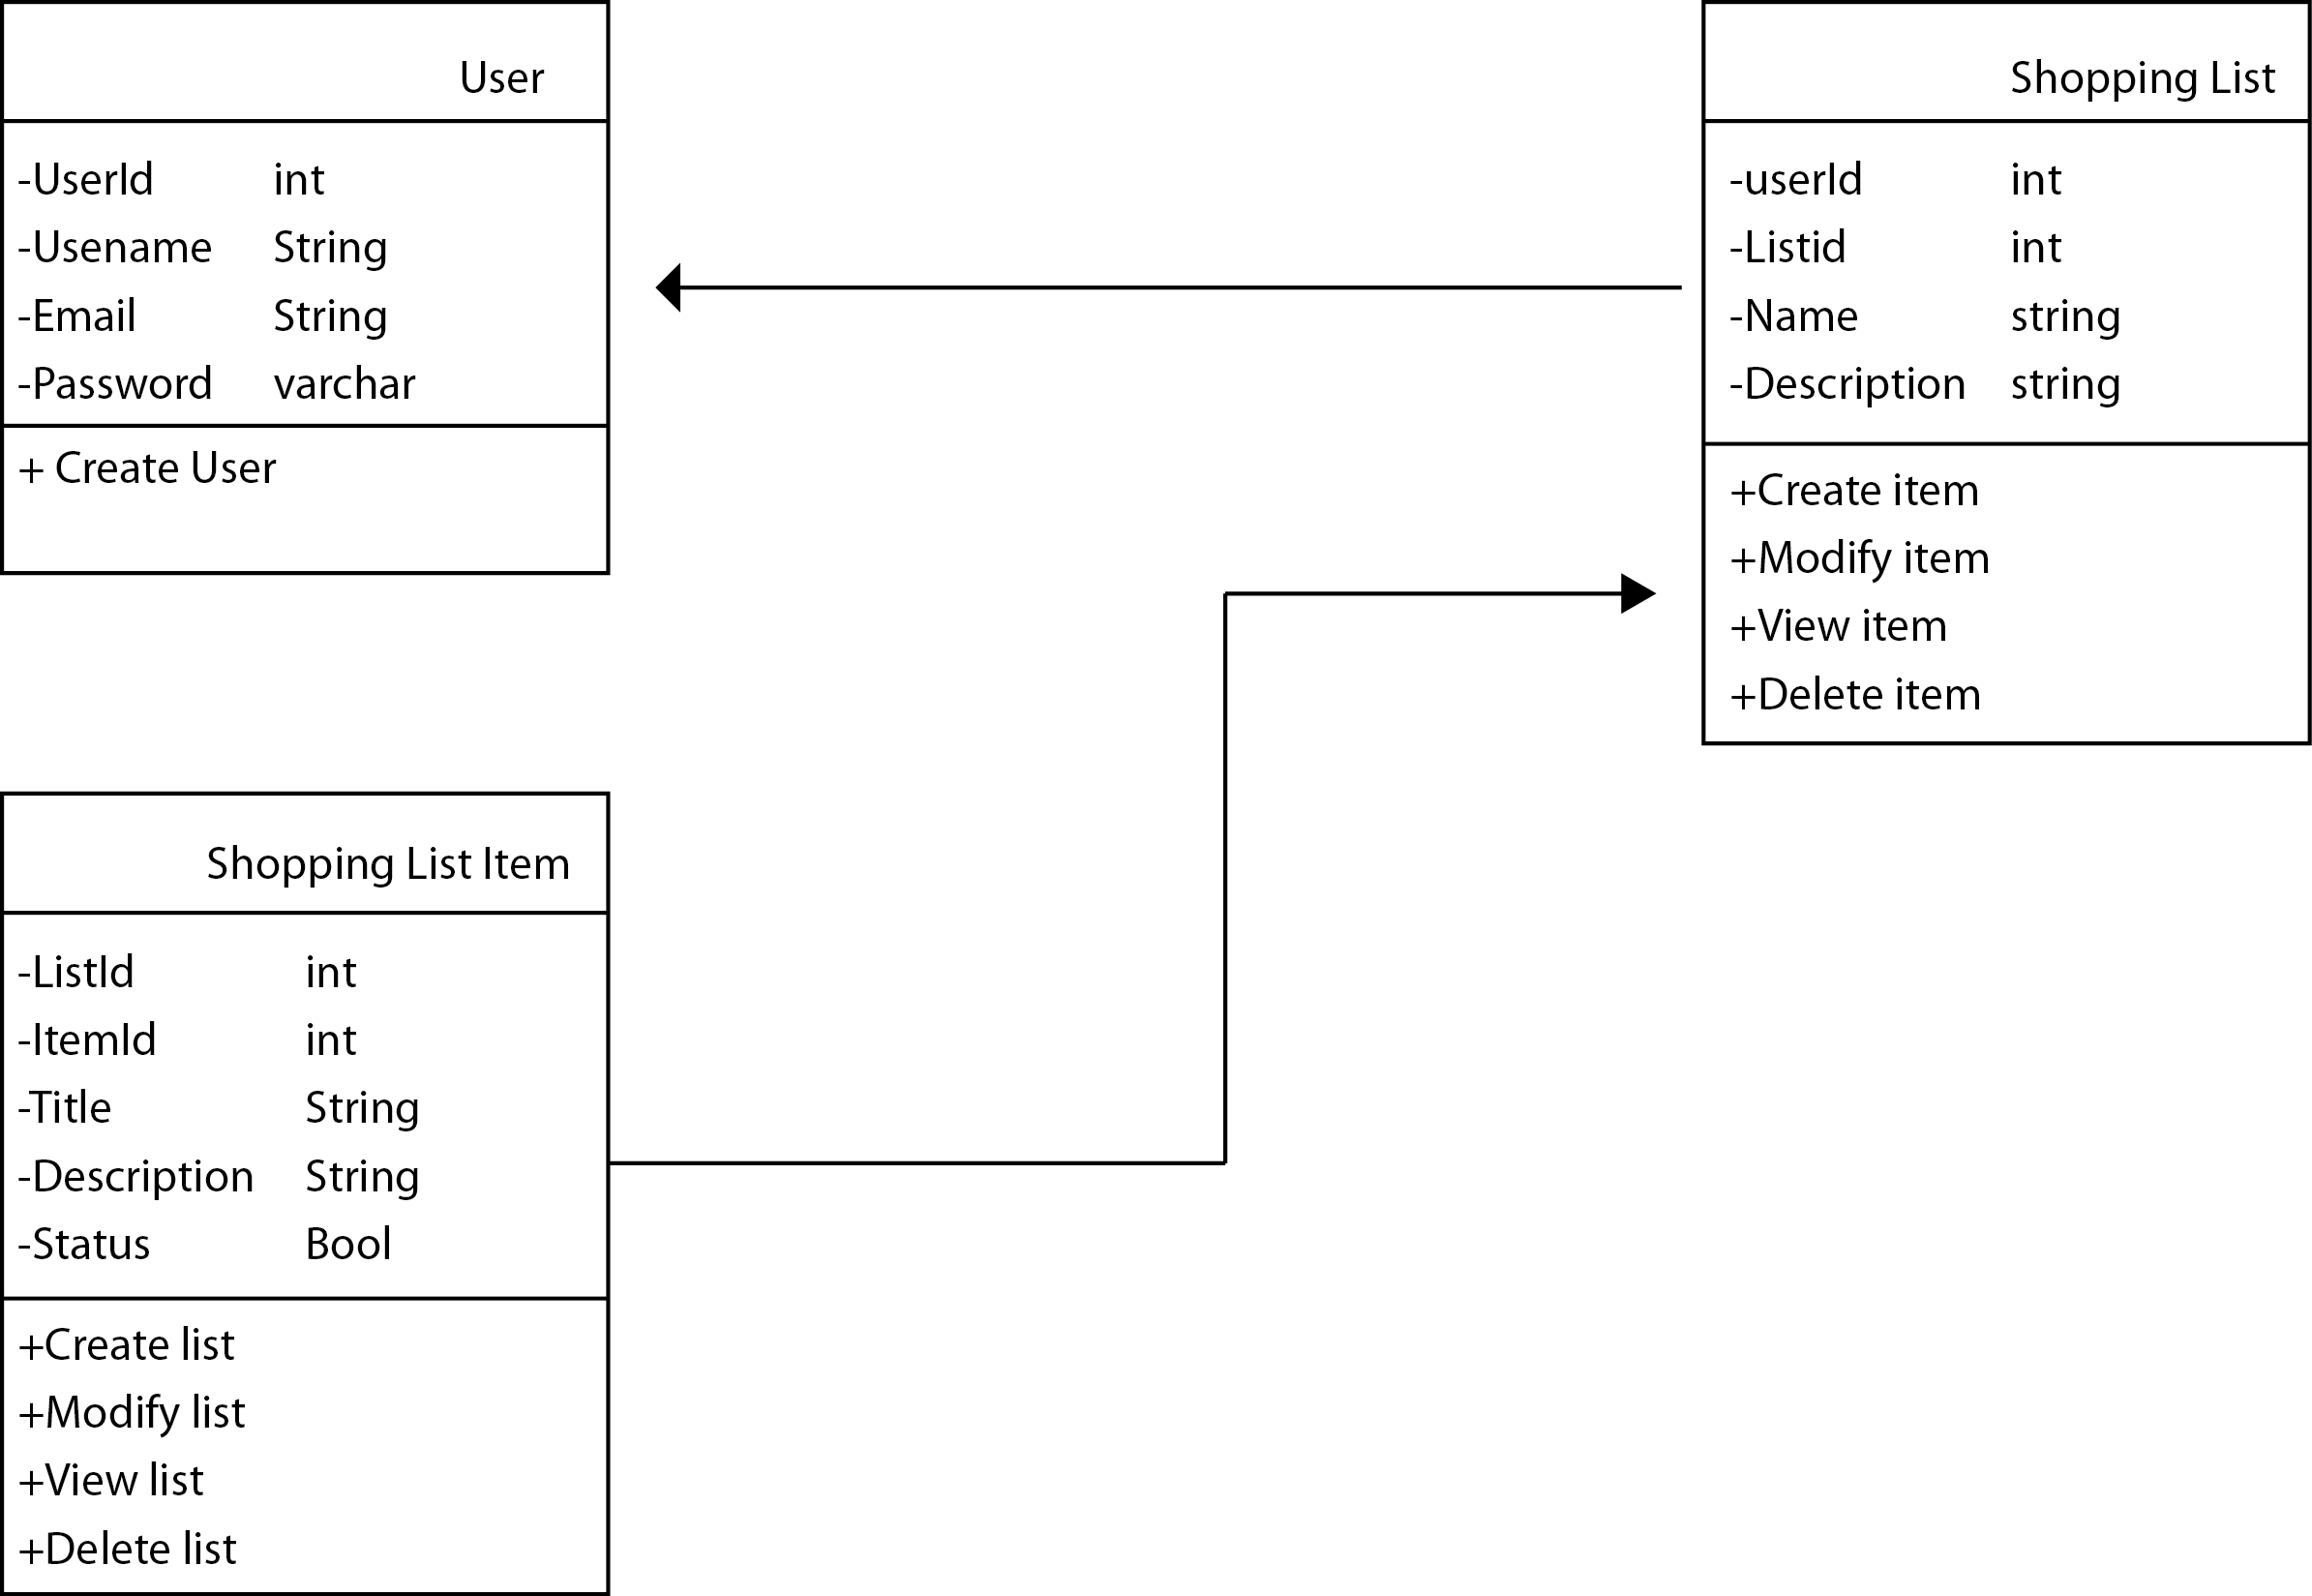 User
-UserId int
-Usename String
-Email String
-Password varchar
+ Create User
Shopping List
-userId int
-Listid int
-Name string
-Description string
+Create item
+Modify item
+View item
+Delete item
Shopping List Item
-ListId int
-ItemId int
-Title String
-Description String
-Status Bool
+Create list
+Modify list
+View list
+Delete list